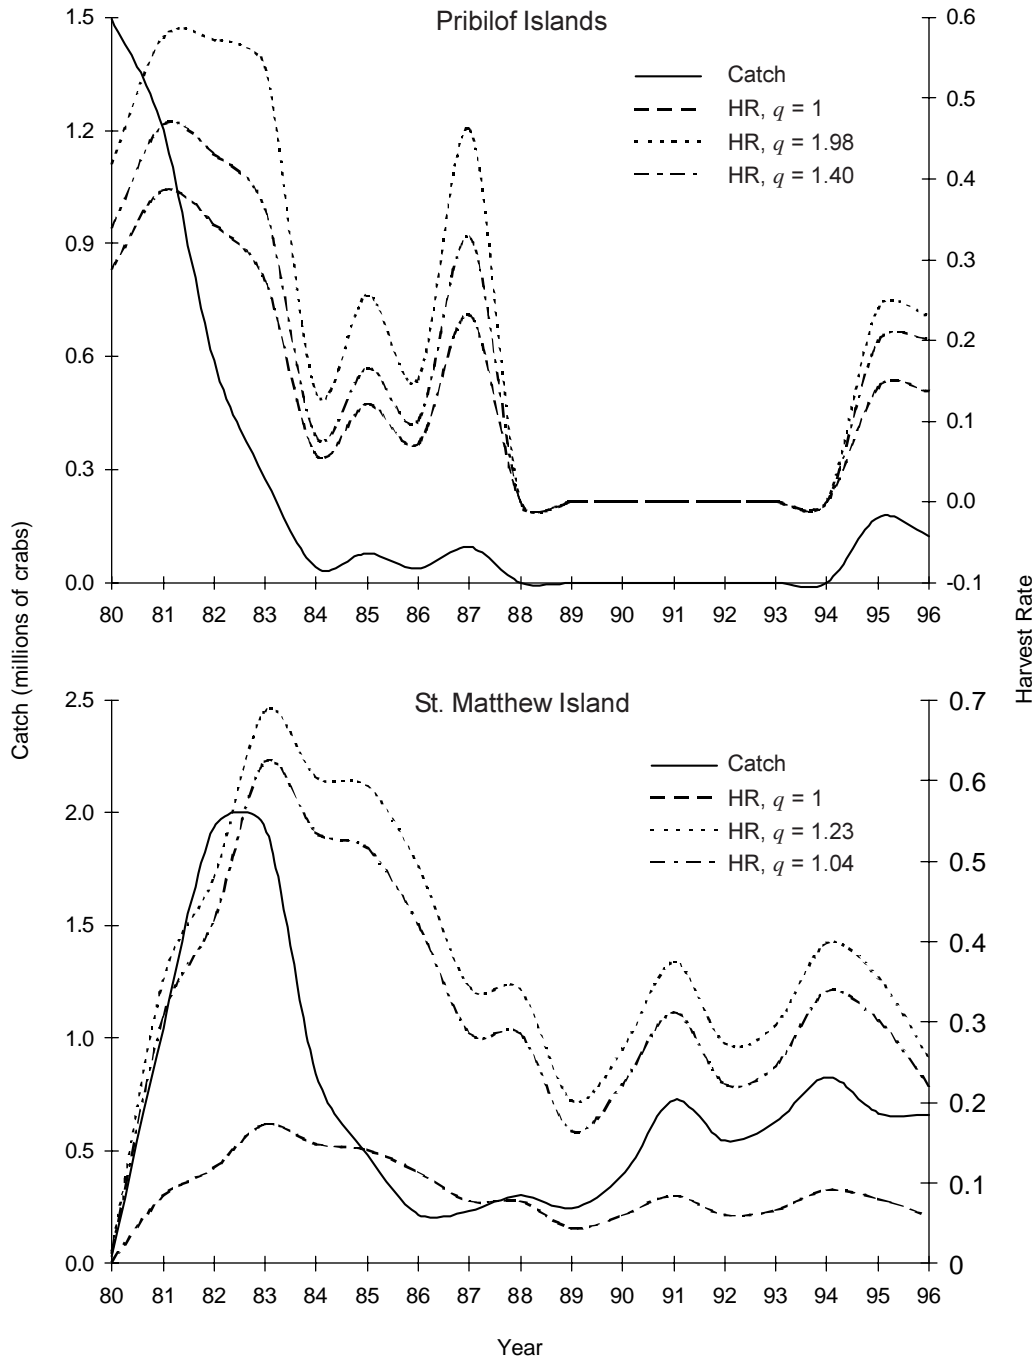 Pribilof Islands
1.5
1.2
0.9
0.6
0.3
0.0
0.6
0.5
0.4
0.3
0.2
0.1
0.0
-0.1
Catch
HR, q = 1
HR, q = 1.98
HR, q = 1.40
80 81 82 83 84 85 86 87 88 89 90 91 92 93 94 95 96
Catch (millions of crabs)
Harvest Rate
St. Matthew Island
2.5
2.0
1.5
1.0
0.5
0.0
0.7
0.6
0.5
0.4
0.3
0.2
0.1
0
Catch
HR, q = 1
HR, q = 1.23
HR, q = 1.04
80 81 82 83 84 85 86 87 88 89 90 91 92 93 94 95 96
Year